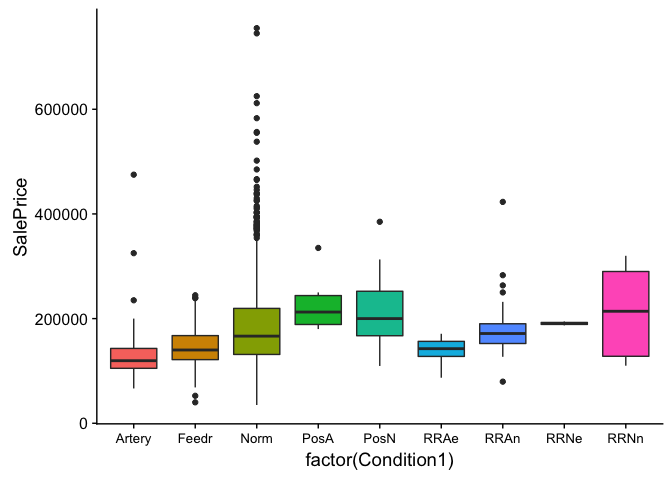 SalePrice
600000
400000
200000
0
Artery Feedr Norm PosA PosN RRAe RRAn RRNe RRNn
factor(Condition1)